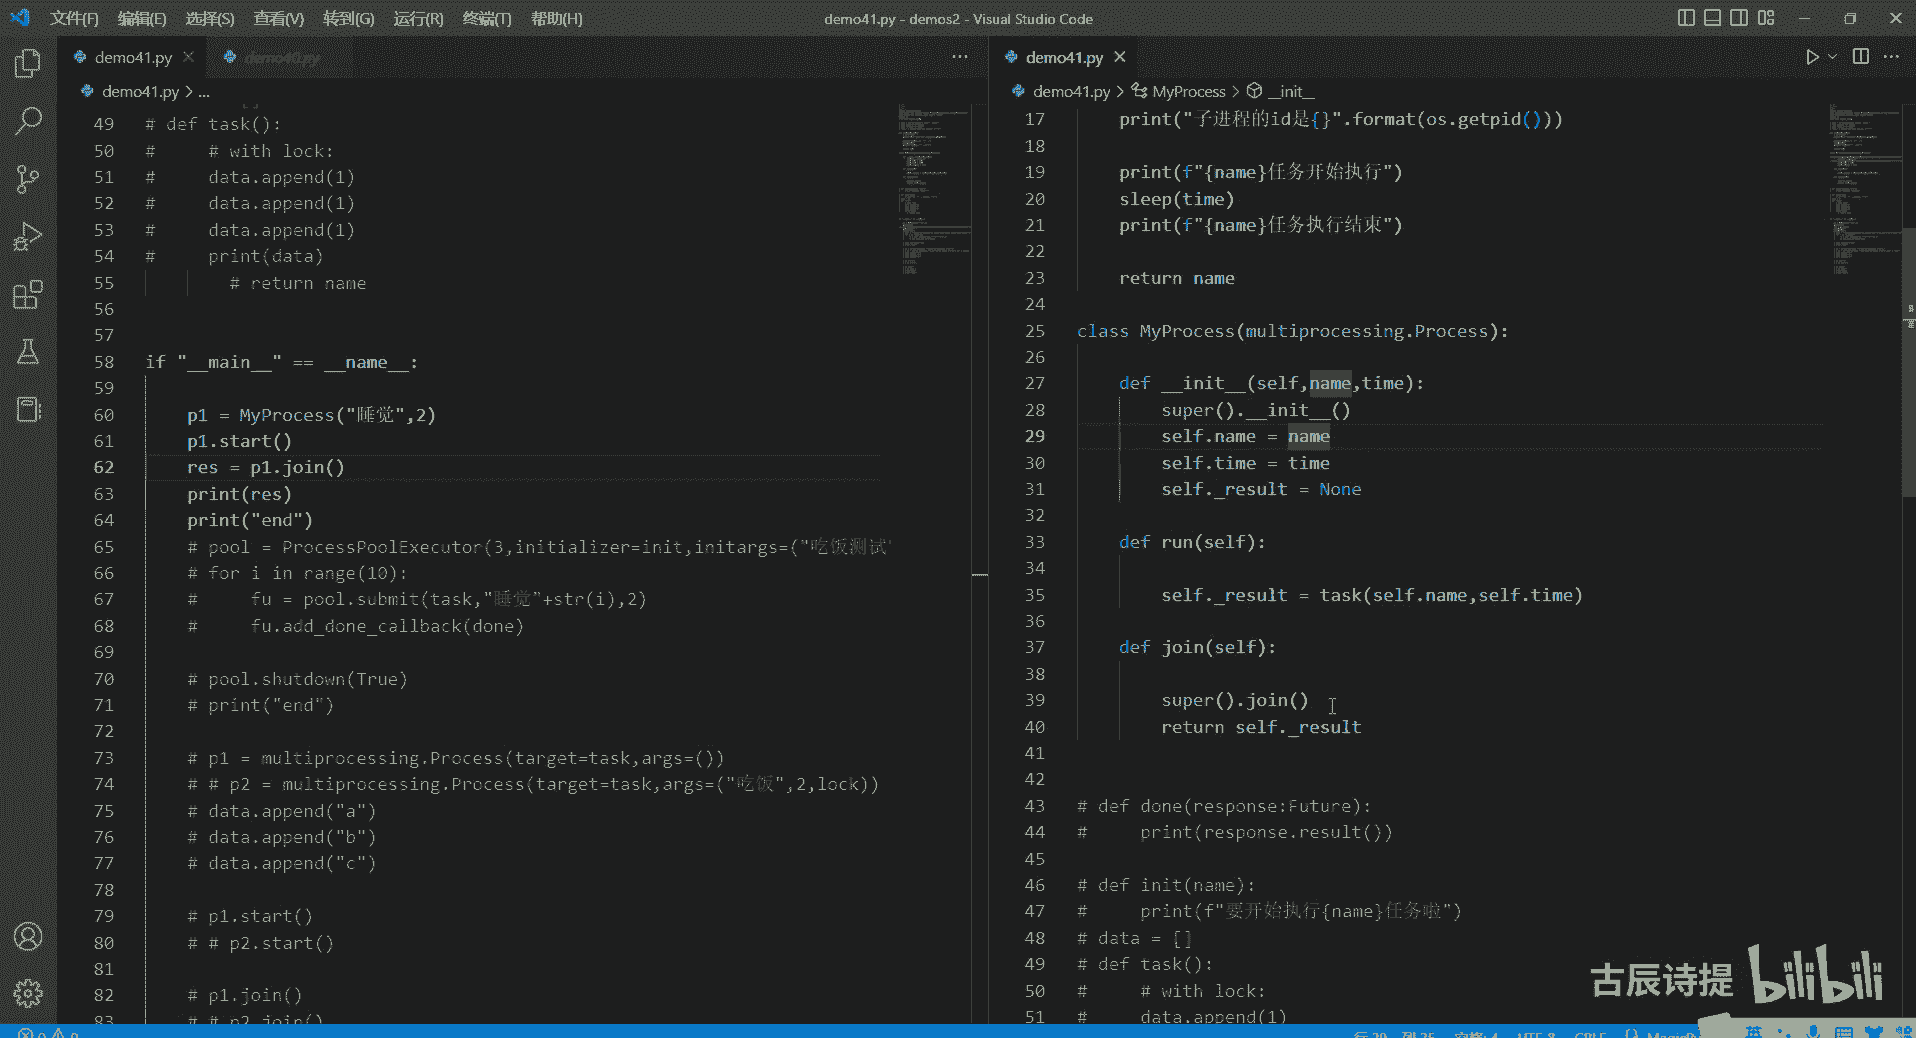 文件(F) 编辑(E) 选择(S) 查看(V) 转到(G) 运行(R) 终端(T) 帮助(H)
demo41.py - demos2 - Visual Studio Code
demo41.py demo40.py
demo41.py > ...
49 # def task():
50 #     # with lock:
51 #     data.append(1)
52 #     data.append(1)
53 #     data.append(1)
54 #     print(data)
55         # return name
56
57
58 if "__main__" == __name__:
59
60     p1 = MyProcess("睡觉",2)
61     p1.start()
62     res = p1.join()
63     print(res)
64     print("end")
65     # pool = ProcessPoolExecutor(3,initializer=init,initargs=("吃饭测试"
66     # for i in range(10):
67     #     fu = pool.submit(task,"睡觉"+str(i),2)
68     #     fu.add_done_callback(done)
69
70     # pool.shutdown(True)
71     # print("end")
72
73     # p1 = multiprocessing.Process(target=task,args=())
74     # # p2 = multiprocessing.Process(target=task,args=("吃饭",2,lock))
75     # data.append("a")
76     # data.append("b")
77     # data.append("c")
78
79     # p1.start()
80     # # p2.start()
81
82     # p1.join()
83     # # p2.join()
demo41.py
demo41.py > MyProcess > __init__
17     print("子进程的id是{}".format(os.getpid()))
18
19     print(f"{name}任务开始执行")
20     sleep(time)
21     print(f"{name}任务执行结束")
22
23     return name
24
25 class MyProcess(multiprocessing.Process):
26
27     def __init__(self,name,time):
28         super().__init__()
29         self.name = name
30         self.time = time
31         self._result = None
32
33     def run(self):
34
35         self._result = task(self.name,self.time)
36
37     def join(self):
38
39         super().join()
40         return self._result
41
42
43 # def done(response:Future):
44 #     print(response.result())
45
46 # def init(name):
47 #     print(f"要开始执行{name}任务啦")
48 # data = []
49 # def task():
50 #     # with lock:
51 #     data.append(1)
古辰诗提 bilibili
英